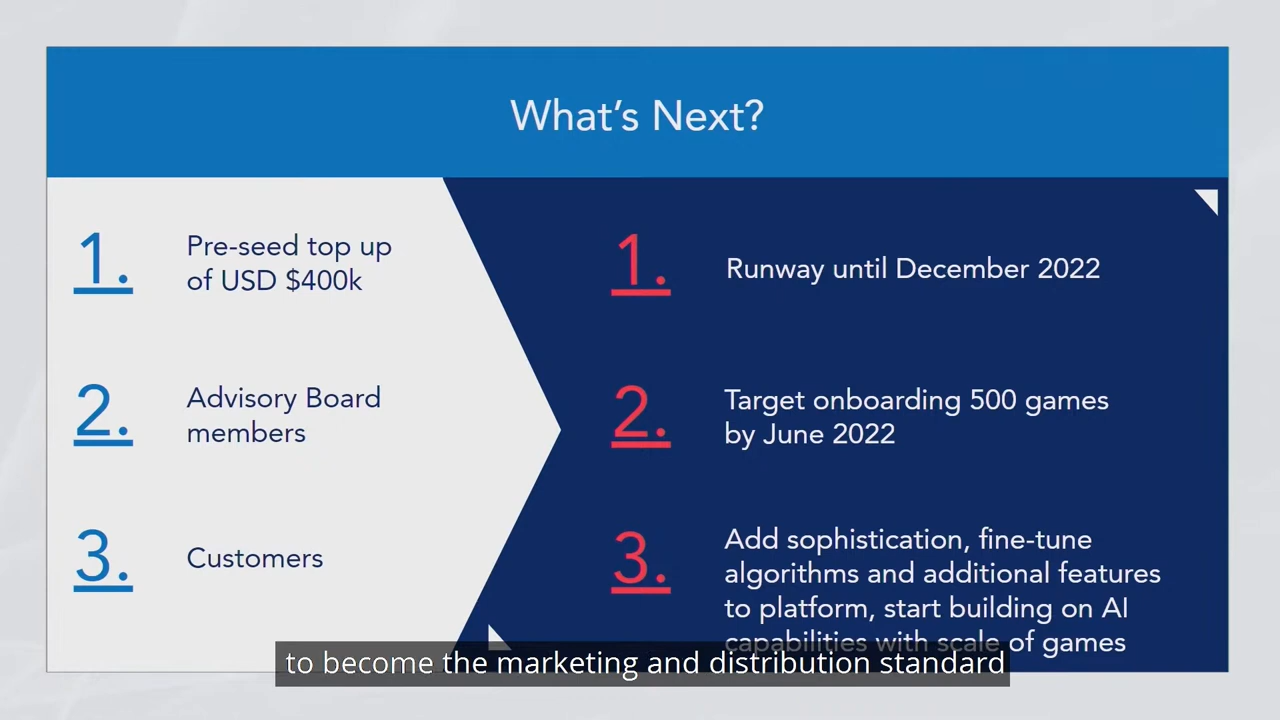 What's Next?
1.
Pre-seed top up
of USD $400k
2.
Advisory Board
members
3.
Customers
1.
Runway until December 2022
2.
Target onboarding 500 games
by June 2022
3.
Add sophistication, fine-tune
algorithms and additional features
to platform, start building on AI
capabilities with scale of games
to become the marketing and distribution standard